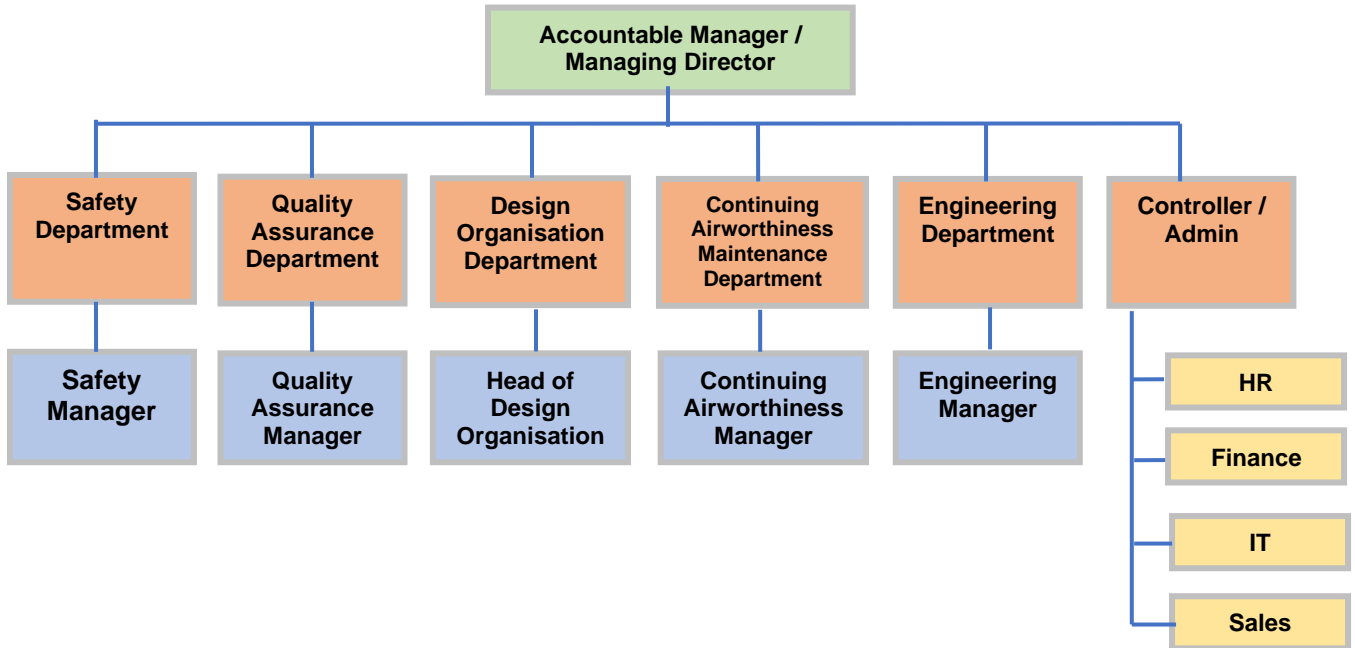 Accountable Manager /
Managing Director
Safety
Department
Quality
Assurance
Department
Design
Organisation
Department
Continuing
Airworthiness
Maintenance
Department
Engineering
Department
Controller /
Admin
Safety
Manager
Quality
Assurance
Manager
Head of
Design
Organisation
Continuing
Airworthiness
Manager
Engineering
Manager
HR
Finance
IT
Sales